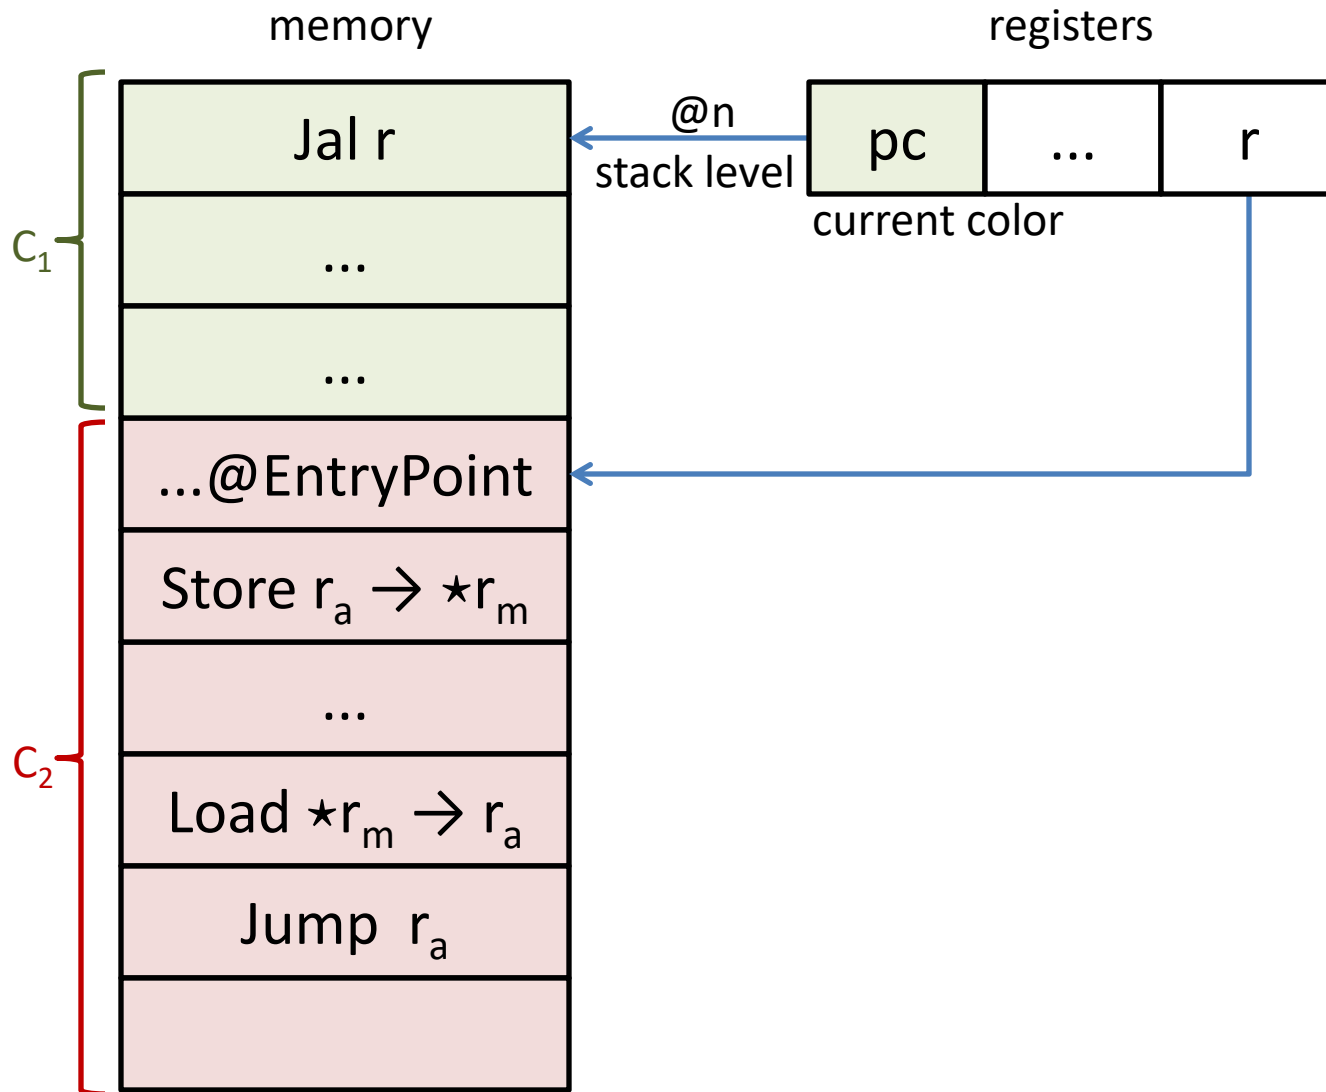 memory
registers
Jal r
@n
stack level
pc
...
r
current color
C₁
...
...
...@EntryPoint
Store rₐ → ⋆rₘ
...
C₂
Load ⋆rₘ → rₐ
Jump rₐ